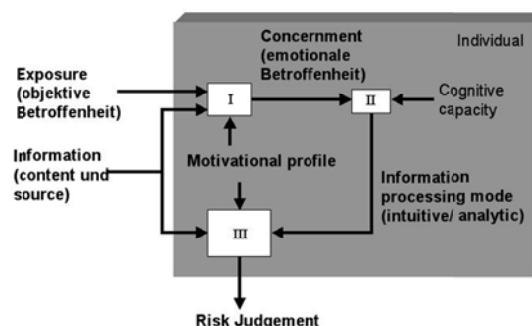 Individual
Concernment
(emotionale
Betroffenheit)
Exposure
(objektive
Betroffenheit)
I
II
Cognitive
capacity
Information
(content und
source)
Motivational profile
Information
processing mode
(intuitive/ analytic)
III
Risk Judgement